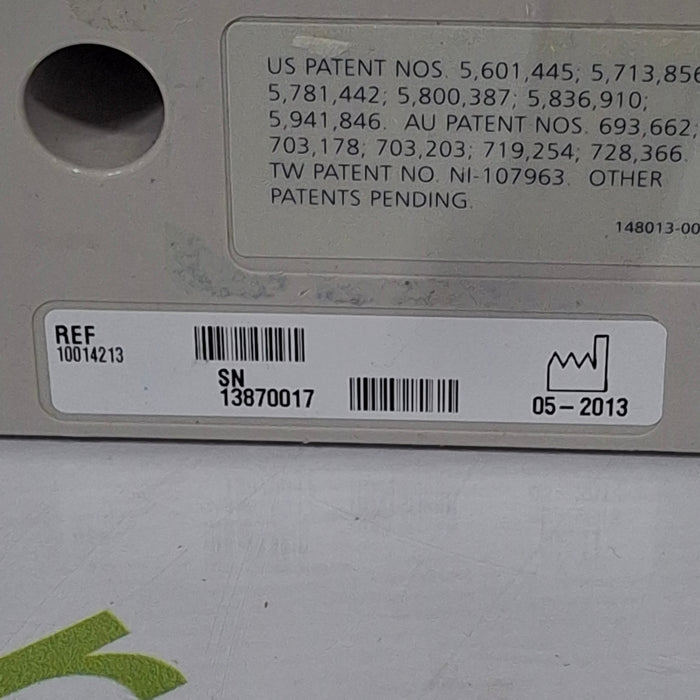 US PATENT NOS. 5,601,445; 5,713,856
5,781,442; 5,800,387; 5,836,910;
5,941,846. AU PATENT NOS. 693,662;
703,178; 703,203; 719,254; 728,366.
TW PATENT NO. NI-107963. OTHER
PATENTS PENDING.
148013-00
REF
10014213
SN
13870017
05-2013